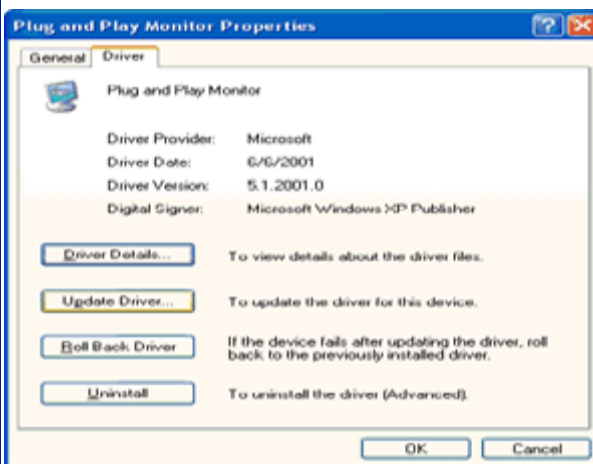 Plug and Play Monitor Properties
General Driver
Plug and Play Monitor
Driver Provider: Microsoft
Driver Date: 6/6/2001
Driver Version: 5.1.2001.0
Digital Signer: Microsoft Windows XP Publisher
Driver Details... To view details about the driver files.
Update Driver... To update the driver for this device.
Roll Back Driver If the device fails after updating the driver, roll
back to the previously installed driver.
Uninstall To uninstall the driver (Advanced).
OK Cancel